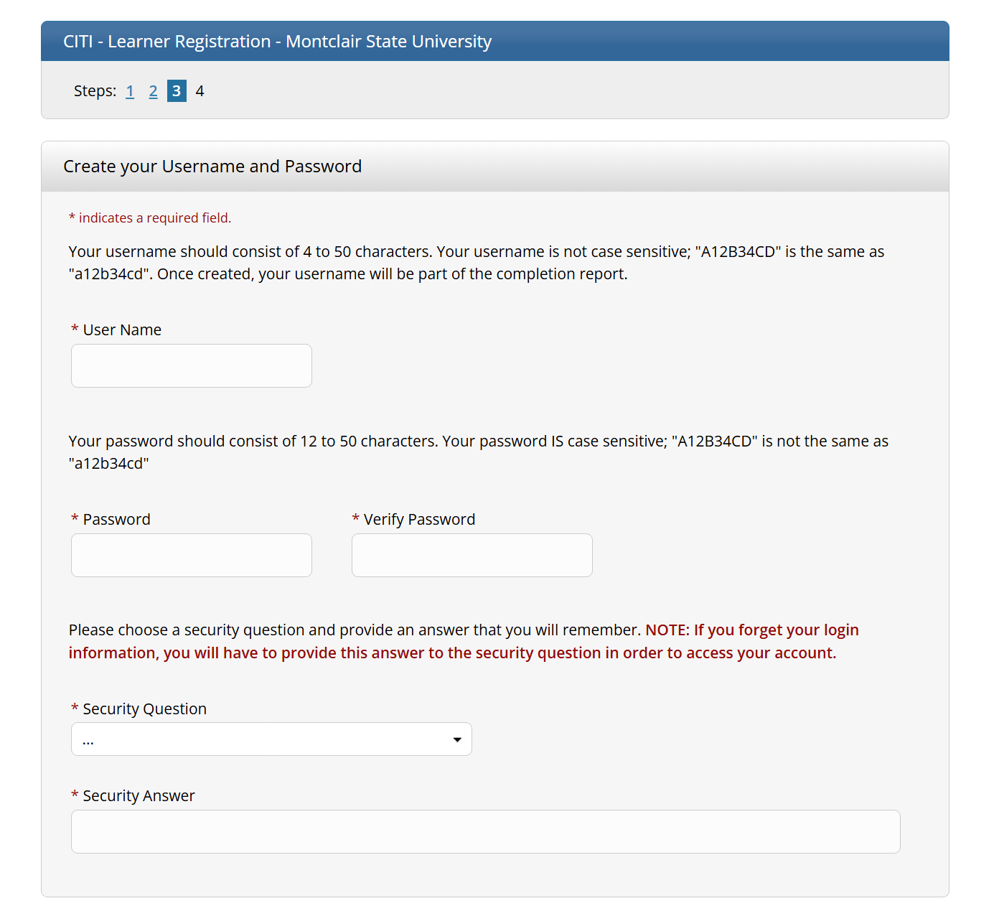 CITI - Learner Registration - Montclair State University
Steps: 1 2 3 4
Create your Username and Password
* indicates a required field.
Your username should consist of 4 to 50 characters. Your username is not case sensitive; "A12B34CD" is the same as
"a12b34cd". Once created, your username will be part of the completion report.
* User Name
Your password should consist of 12 to 50 characters. Your password IS case sensitive; "A12B34CD" is not the same as
"a12b34cd"
* Password * Verify Password
Please choose a security question and provide an answer that you will remember. NOTE: If you forget your login
information, you will have to provide this answer to the security question in order to access your account.
* Security Question
...
* Security Answer